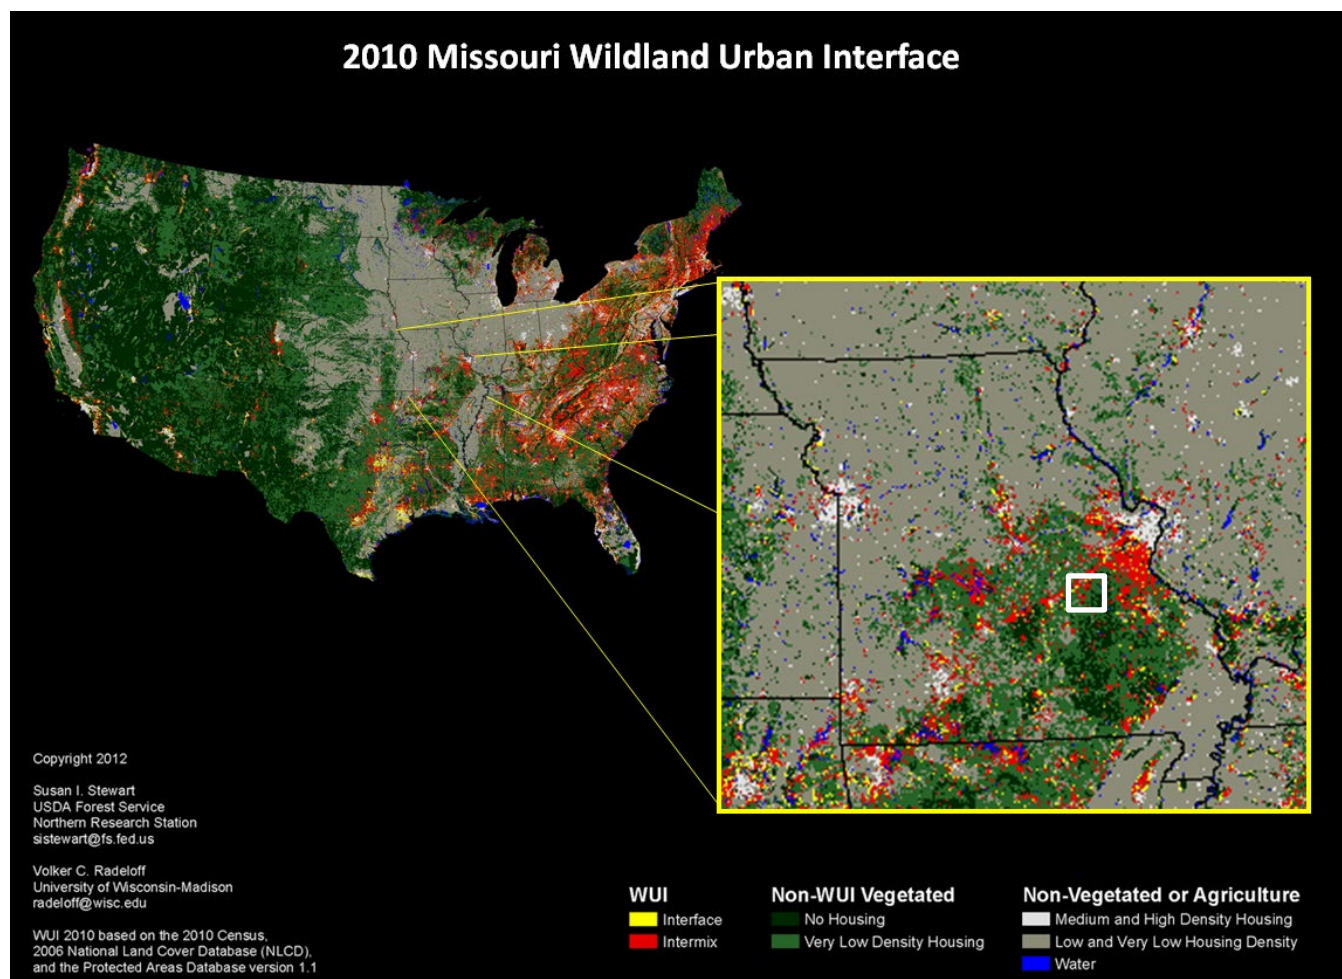 2010 Missouri Wildland Urban Interface
Copyright 2012
Susan I. Stewart
USDA Forest Service
Northern Research Station
sistewart@fs.fed.us
Volker C. Radeloff
University of Wisconsin-Madison
radeloff@wisc.edu
WUI 2010 based on the 2010 Census,
2006 National Land Cover Database (NLCD),
and the Protected Areas Database version 1.1
WUI
Interface
Intermix
Non-WUI Vegetated
No Housing
Very Low Density Housing
Non-Vegetated or Agriculture
Medium and High Density Housing
Low and Very Low Housing Density
Water